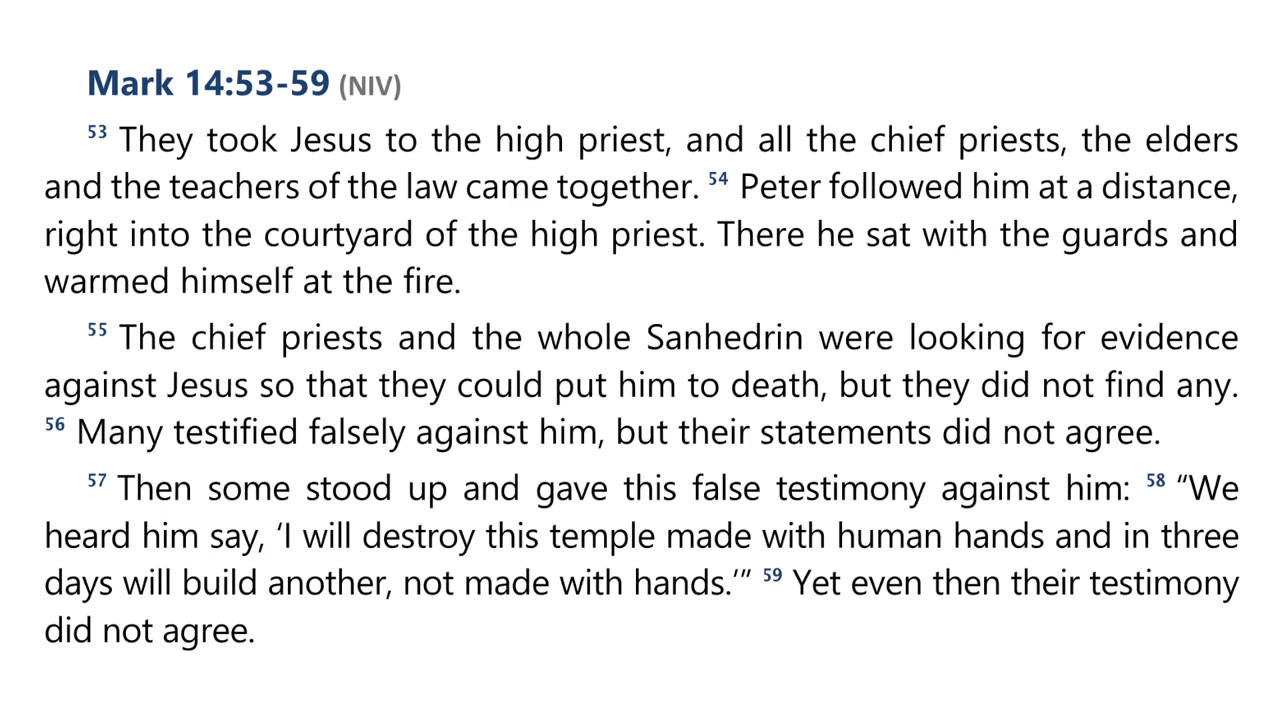 Mark 14:53-59 (NIV)
53 They took Jesus to the high priest, and all the chief priests, the elders
and the teachers of the law came together. 54 Peter followed him at a distance,
right into the courtyard of the high priest. There he sat with the guards and
warmed himself at the fire.
55 The chief priests and the whole Sanhedrin were looking for evidence
against Jesus so that they could put him to death, but they did not find any.
56 Many testified falsely against him, but their statements did not agree.
57 Then some stood up and gave this false testimony against him: 58 “We
heard him say, ‘I will destroy this temple made with human hands and in three
days will build another, not made with hands.’” 59 Yet even then their testimony
did not agree.